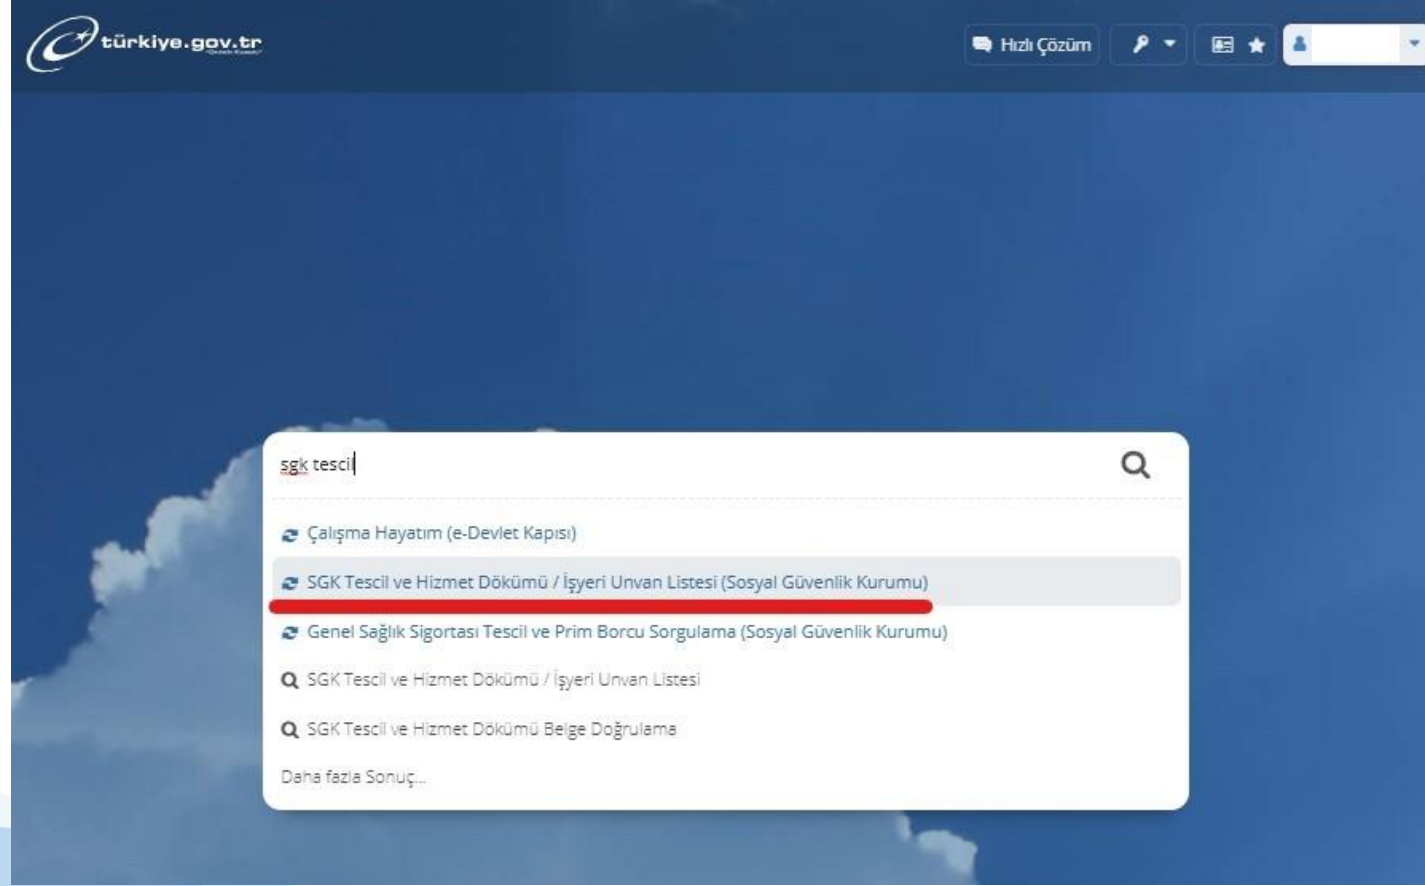 türkiye.gov.tr
Hızlı Çözüm
sgk tescil
Çalışma Hayatım (e-Devlet Kapısı)
SGK Tescil ve Hizmet Dökümü / İşyeri Unvan Listesi (Sosyal Güvenlik Kurumu)
Genel Sağlık Sigortası Tescil ve Prim Borcu Sorgulama (Sosyal Güvenlik Kurumu)
SGK Tescil ve Hizmet Dökümü / İşyeri Unvan Listesi
SGK Tescil ve Hizmet Dökümü Belge Doğrulama
Daha fazla Sonuç...